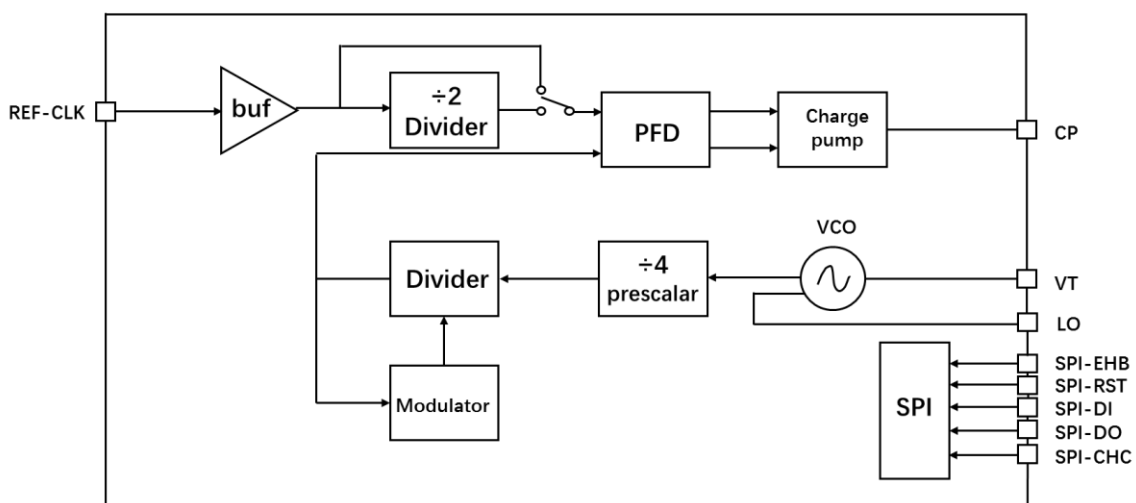 REF-CLK
buf
÷2
Divider
PFD
Charge
pump
CP
VCO
Divider
÷4
prescalar
VT
LO
Modulator
SPI
SPI-EHB
SPI-RST
SPI-DI
SPI-DO
SPI-CHC